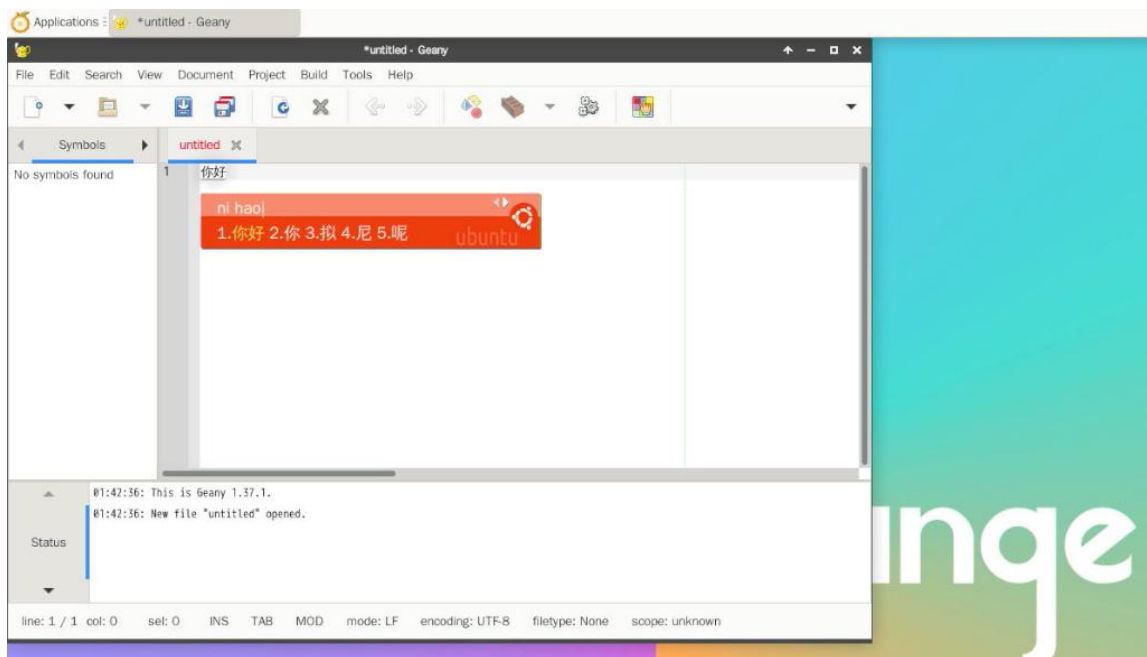 Applications *untitled - Geany
*untitled - Geany
File Edit Search View Document Project Build Tools Help
Symbols untitled
No symbols found
1 你好
ni hao
1.你好 2.你 3.拟 4.尼 5.呢
ubuntu
01:42:36: This is Geany 1.37.1.
01:42:36: New file "untitled" opened.
Status
nge
line: 1 / 1 col: 0 sel: 0 INS TAB MOD mode: LF encoding: UTF-8 filetype: None scope: unknown